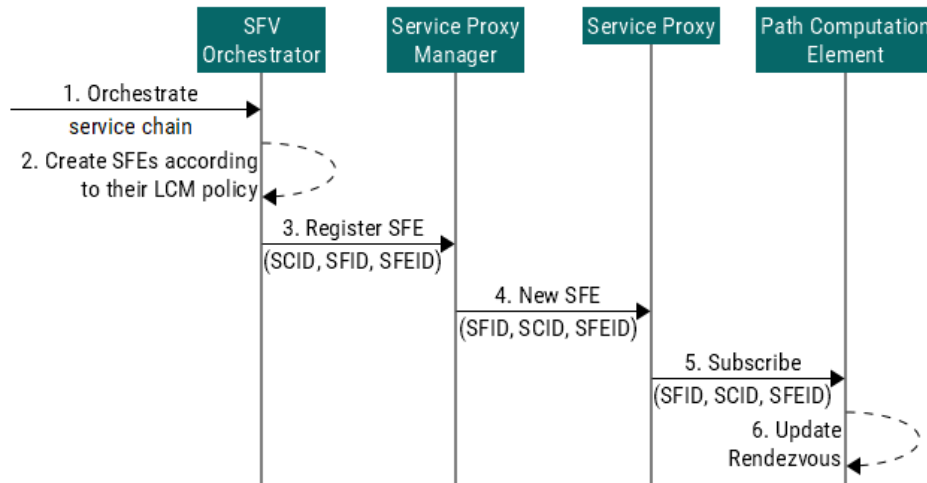 SFV
Orchestrator
Service Proxy
Manager
Service Proxy
Path Computation
Element
1. Orchestrate
service chain
2. Create SFEs according
to their LCM policy
3. Register SFE
(SCID, SFID, SFEID)
4. New SFE
(SFID, SCID, SFEID)
5. Subscribe
(SFID, SCID, SFEID)
6. Update
Rendezvous